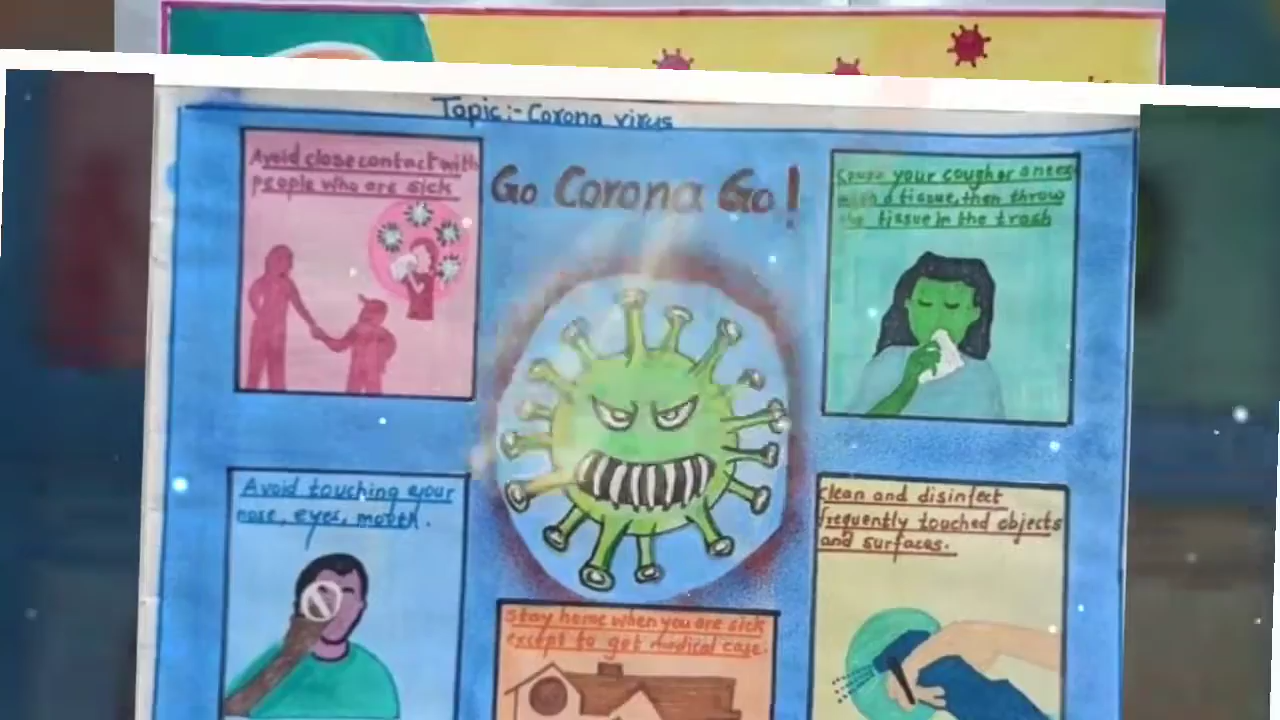 Topic:- Corona virus
Avoid close contact with
people who are sick
Go Corona Go!
your cough or sneeze
with a tissue, then throw
the tissue in the trash
Avoid touching your
nose, eyes, mouth.
Clean and disinfect
frequently touched objects
and surfaces.
Stay home when you are sick
except to get medical case.